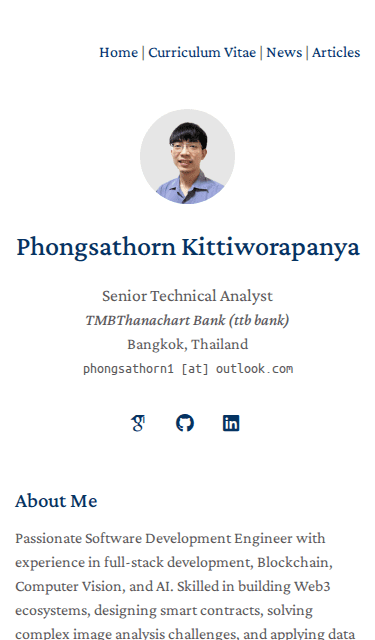 Home | Curriculum Vitae | News | Articles
Phongsathorn Kittiworapanya
Senior Technical Analyst
TMBThanachart Bank (ttb bank)
Bangkok, Thailand
phongsathorn1 [at] outlook.com
About Me
Passionate Software Development Engineer with
experience in full-stack development, Blockchain,
Computer Vision, and AI. Skilled in building Web3
ecosystems, designing smart contracts, solving
complex image analysis challenges, and applying data